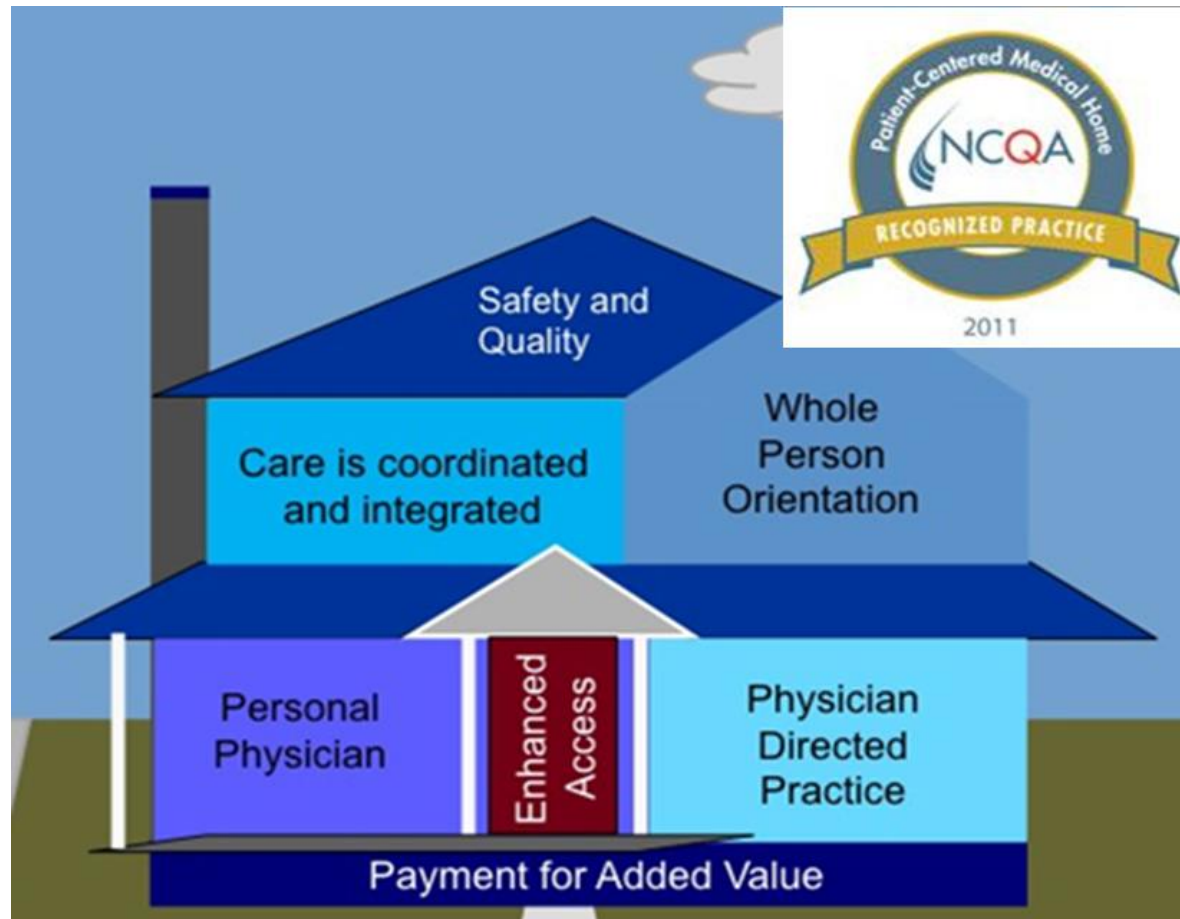 Patient-Centered Medical Home
NCQA
RECOGNIZED PRACTICE
2011
Safety and
Quality
Care is coordinated
and integrated
Whole
Person
Orientation
Personal
Physician
Enhanced
Access
Physician
Directed
Practice
Payment for Added Value